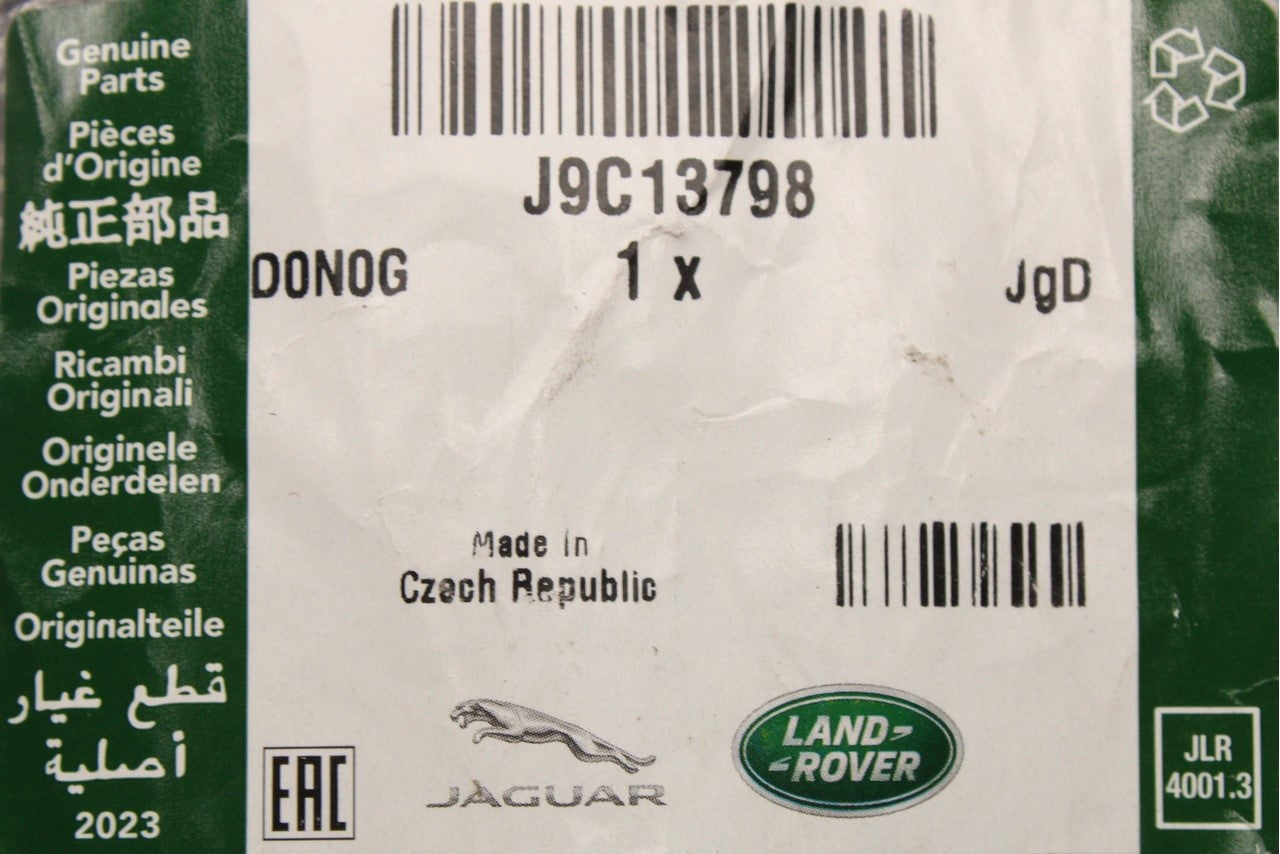 Genuine
Parts
Pièces
d'Origine
純正部品
Piezas
Originales
Ricambi
Originali
Originele
Onderdelen
Peças
Genuinas
Originalteile
قطع غيار
أصلية
2023
J9C13798
DONOG 1 x JgD
Made in
Czech Republic
EAC
JAGUAR
LAND
ROVER
JLR
4001.3